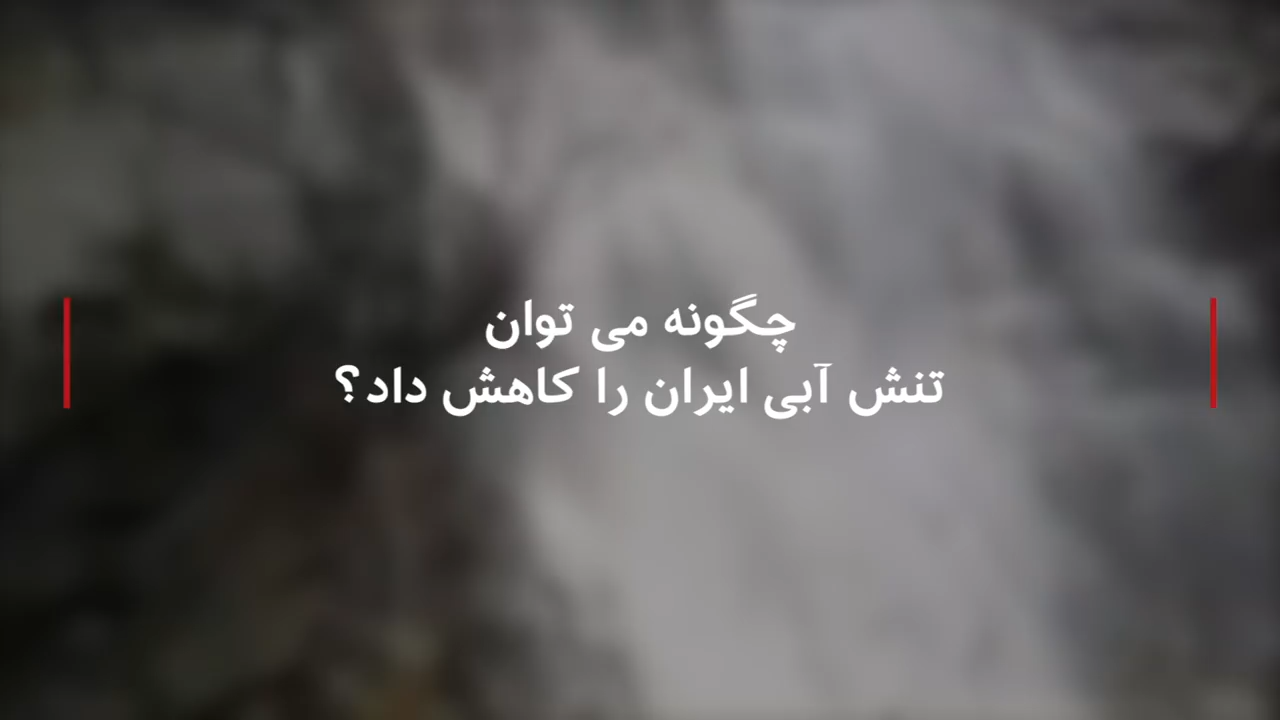 چگونه می توان
تنش آبی ایران را کاهش داد؟